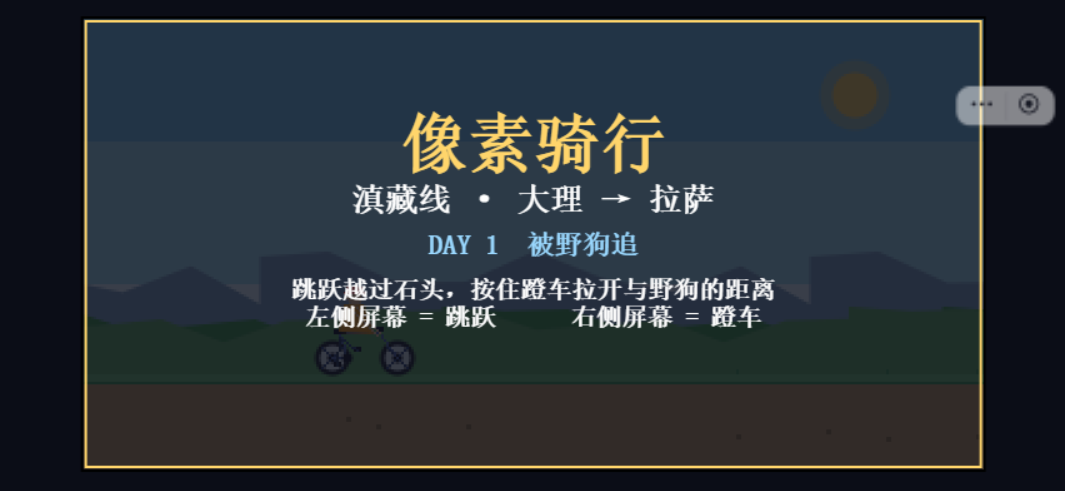 像素骑行
滇藏线 · 大理 → 拉萨
DAY 1 被野狗追
跳跃越过石头，按住蹬车拉开与野狗的距离
左侧屏幕 = 跳跃 右侧屏幕 = 蹬车